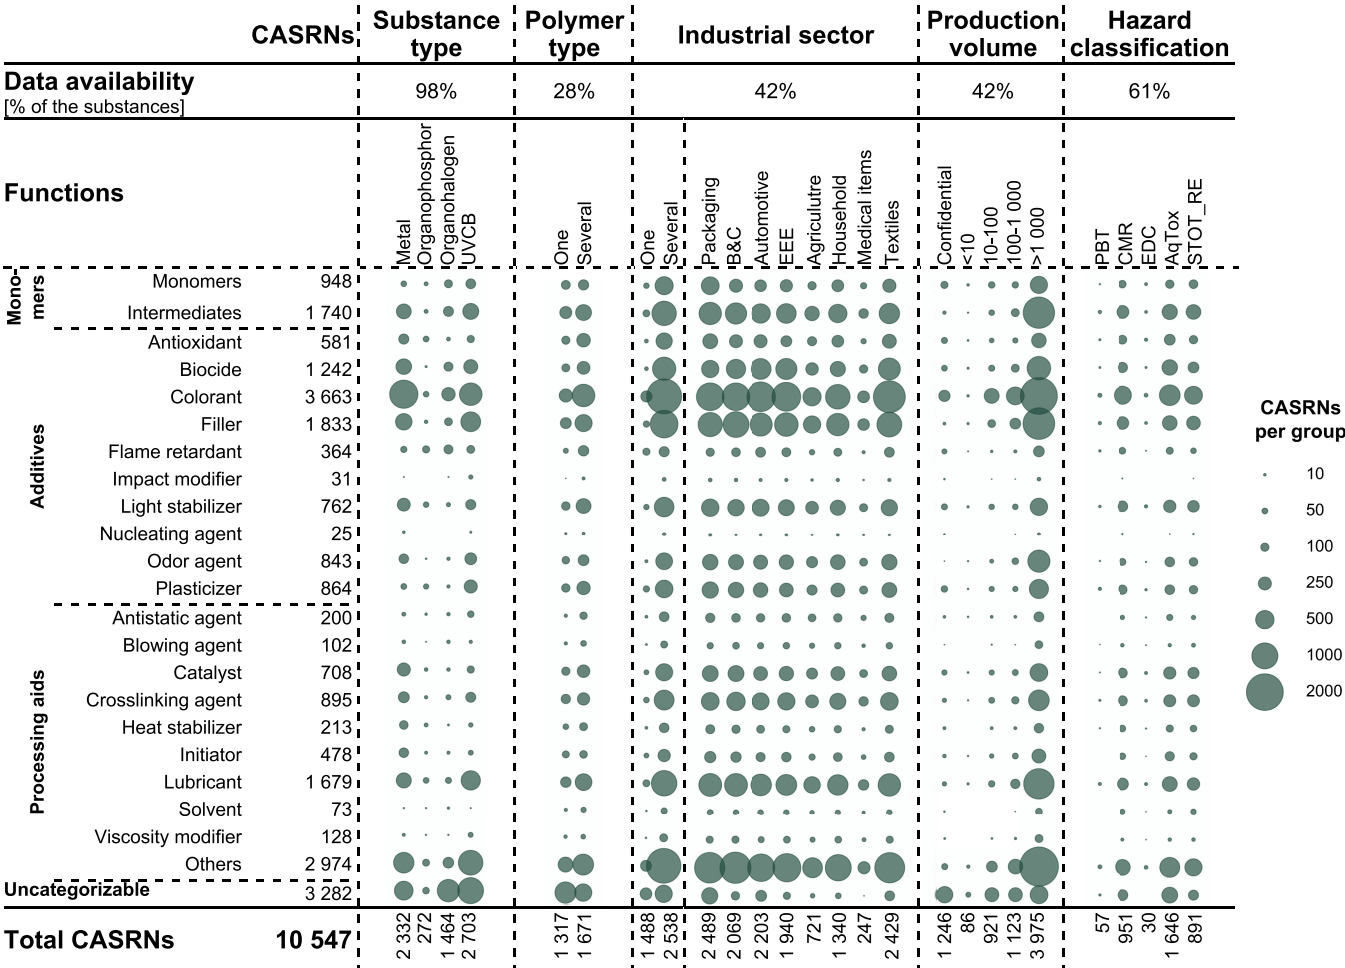 CASRNs
Substance type
Polymer type
Industrial sector
Production volume
Hazard classification
Data availability
[% of the substances]
98%
28%
42%
42%
61%
Functions
Metal
Organophosphor
Organohalogen
UVCB
One
Several
One
Several
Packaging
B&C
Automotive
EEE
Agriculutre
Household
Medical items
Textiles
Confidential
<10
10-100
100-1 000
>1 000
PBT
CMR
EDC
AqTox
STOT_RE
Mono-
mers
Monomers 948
Intermediates 1 740
Additives
Antioxidant 581
Biocide 1 242
Colorant 3 663
Filler 1 833
Flame retardant 364
Impact modifier 31
Light stabilizer 762
Nucleating agent 25
Odor agent 843
Plasticizer 864
Processing aids
Antistatic agent 200
Blowing agent 102
Catalyst 708
Crosslinking agent 895
Heat stabilizer 213
Initiator 478
Lubricant 1 679
Solvent 73
Viscosity modifier 128
Others 2 974
Uncategorizable 3 282
Total CASRNs 10 547
2 332
272
1 464
2 703
1 317
1 671
1 488
2 538
2 489
2 069
2 203
1 940
721
1 340
247
2 429
1 246
86
921
1 123
3 975
57
951
30
1 646
891
CASRNs
per group
10
50
100
250
500
1000
2000